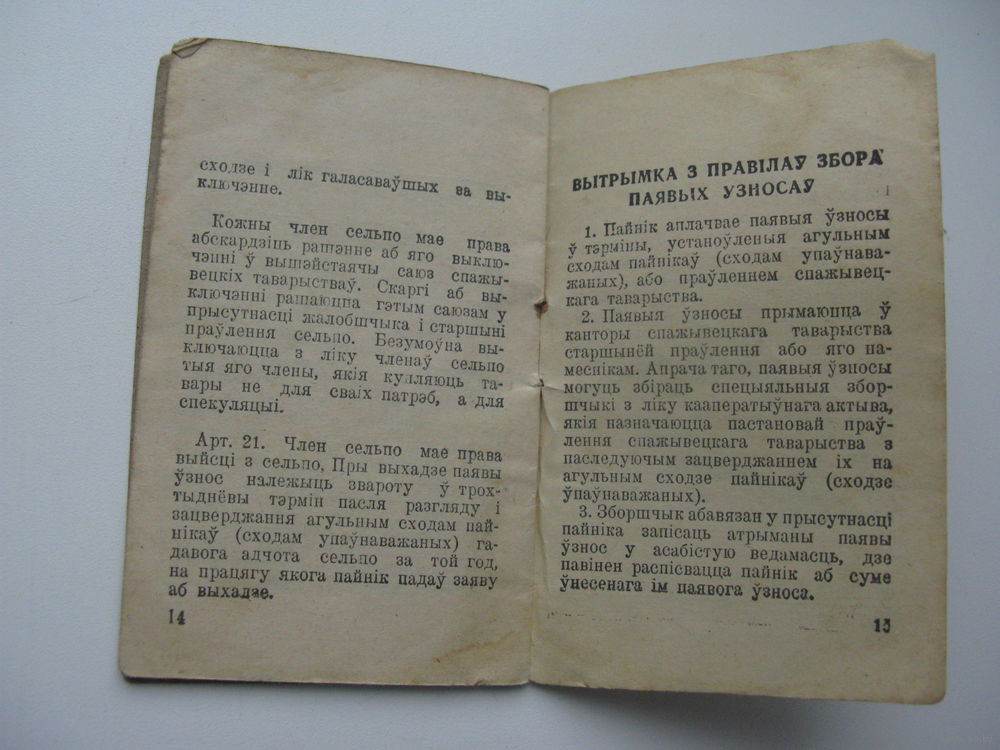 сходзе і лік галасаваўшых за вы-
ключэнне.
Кожны член сельпо мае права
абскардзіць рашэнне аб яго выклю-
чэнні ў вышэйстаячы саюз спажы-
вецкіх таварыстваў. Скаргі аб вы-
ключэнні рашаюцца гэтым саюзам у
прысутнасці жалобшчыка і старшыні
праўлення сельпо. Безумоўна вы-
ключаюцца з ліку членаў сельпо
тыя яго члены, якія купляюць та-
вары не для сваіх патрэб, а для
спекуляцыі.
Арт. 21. Член сельпо мае права
выйсці з сельпо. Пры выхадзе паявы
ўзнос належыць звароту ў трох-
тыднёвы тэрмін пасля разгляду і
зацверджання агульным сходам пай-
нікаў (сходам упаўнаважаных) га-
давога адчота сельпо за той год,
на працягу якога пайнік падаў заяву
аб выхадзе.
14
ВЫТРЫМКА З ПРАВІЛАЎ ЗБОРА
ПАЯВЫХ УЗНОСАЎ
1. Пайнік аплачвае паявыя ўзносы
ў тэрміны, устаноўленыя агульным
сходам пайнікаў (сходам упаўнава-
жаных), або праўленнем спажывец-
кага таварыства.
2. Паявыя ўзносы прымаюцца ў
канторы спажывецкага таварыства
старшынёй праўлення або яго на-
меснікам. Апрача таго, паявыя ўзносы
могуць збіраць спецыяльныя збор-
шчыкі з ліку кааператыўнага актыва,
якія назначаюцца пастановай праў-
лення спажывецкага таварыства з
паследуючым зацверджаннем іх на
агульным сходзе пайнікаў (сходзе
ўпаўнаважаных).
3. Зборшчык абавязан у прысутнасці
пайніка запісаць атрыманы паявы
ўзнос у асабістую ведамасць, дзе
павінен распісвацца пайнік аб суме
ўнесенага ім паявога ўзноса.
15